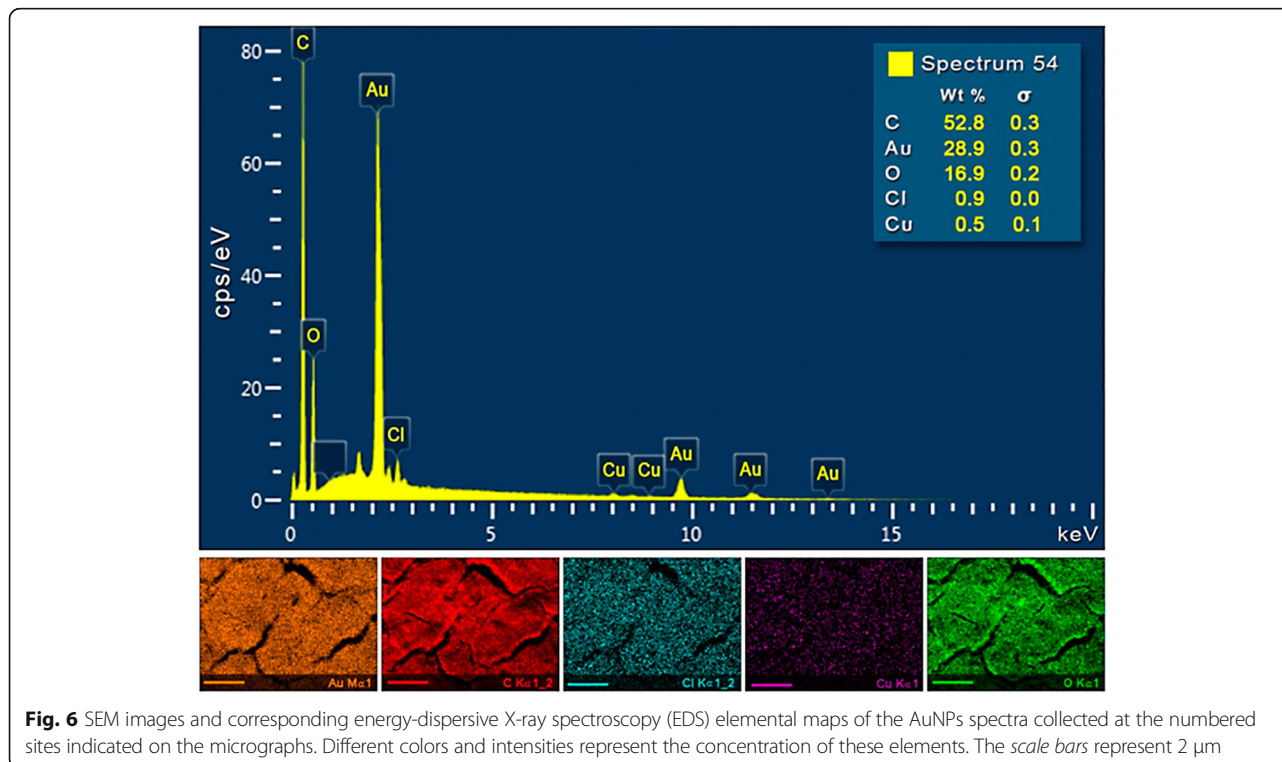 80
60
40
20
0
cps/eV
C
Au
O
Cl
Cu
Cu
Au
Au
Au
Spectrum 54
Wt % σ
C 52.8 0.3
Au 28.9 0.3
O 16.9 0.2
Cl 0.9 0.0
Cu 0.5 0.1
0 5 10 15 keV
Au Mα1
C Kα1_2
Cl Kα1_2
Cu Kα1
O Kα1
Fig. 6 SEM images and corresponding energy-dispersive X-ray spectroscopy (EDS) elemental maps of the AuNPs spectra collected at the numbered
sites indicated on the micrographs. Different colors and intensities represent the concentration of these elements. The scale bars represent 2 μm